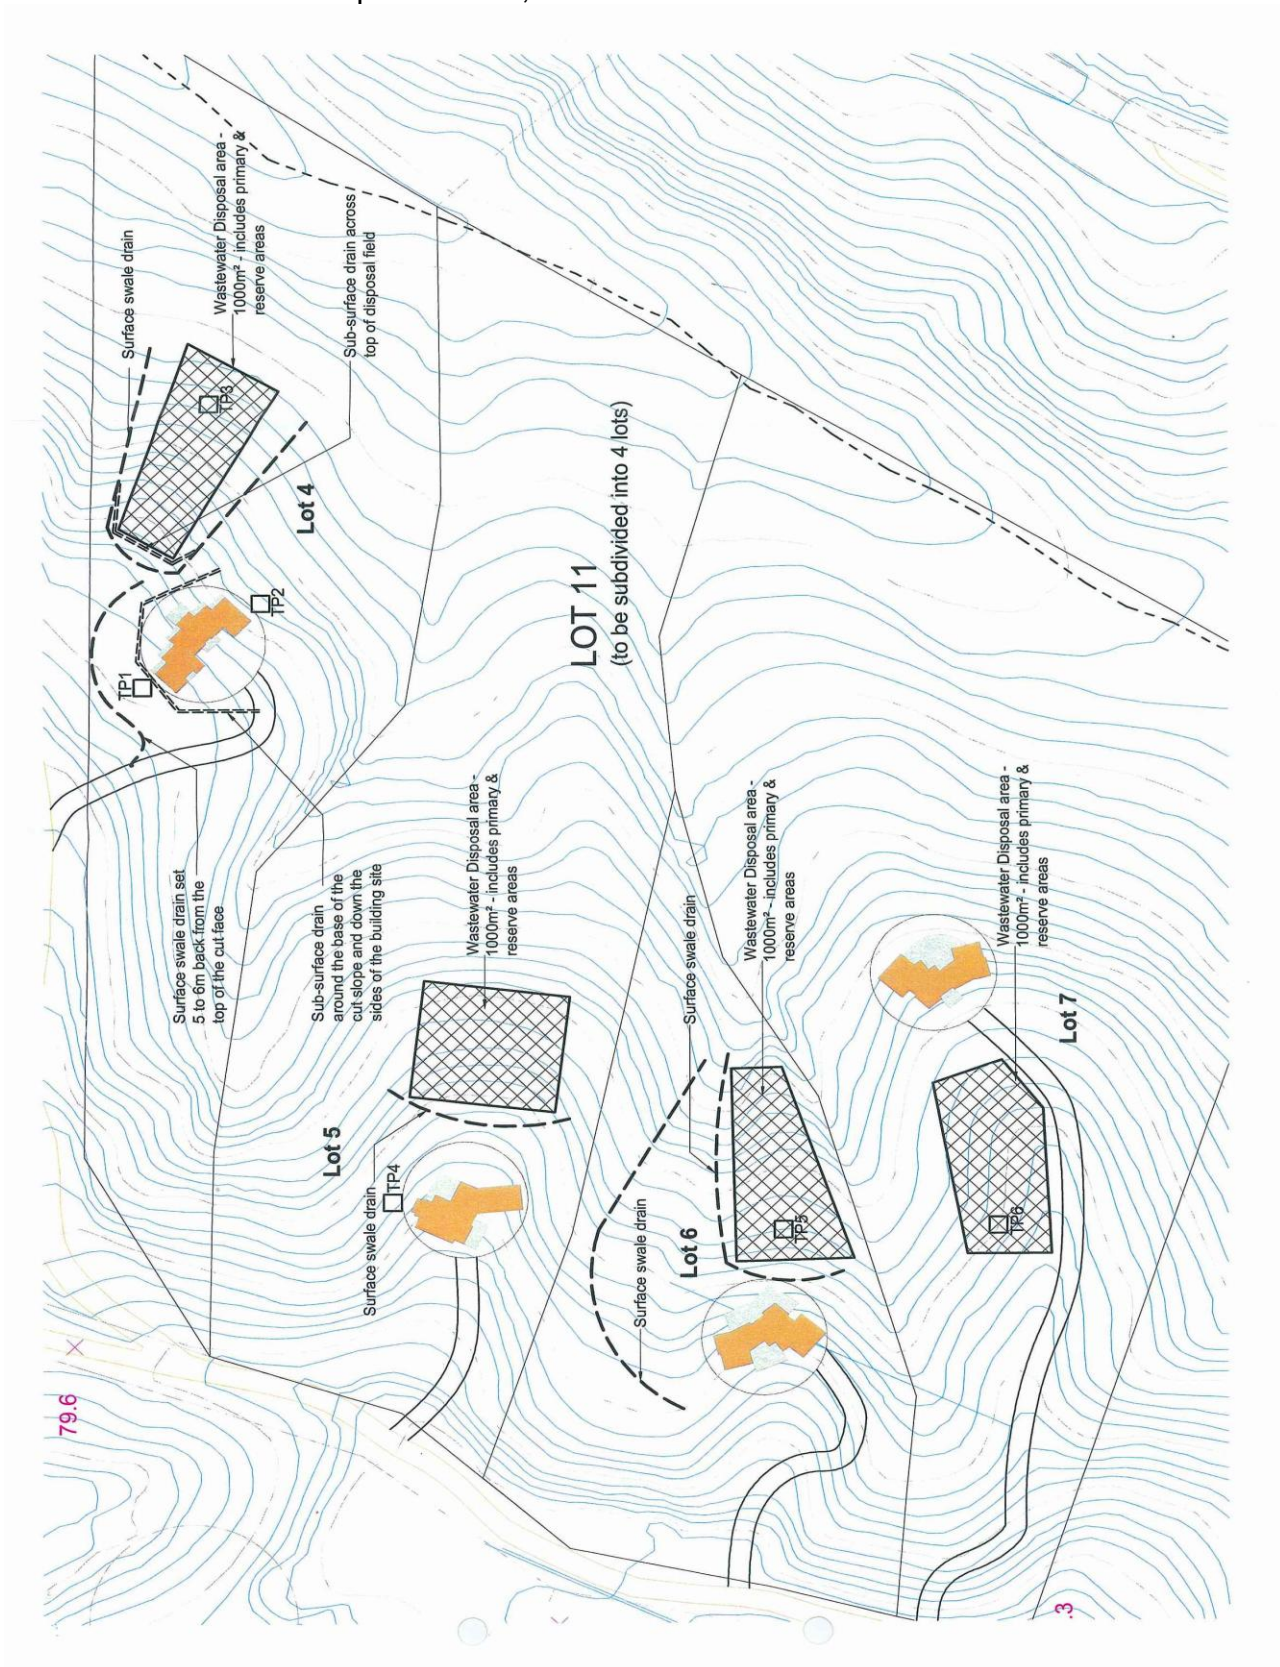 79.6
Surface swale drain
Wastewater Disposal area -
1000m² - includes primary &
reserve areas
Sub-surface drain across
top of disposal field
TP3
Lot 4
TP2
TP1
Surface swale drain set
5 to 6m back from the
top of the cut face
Sub-surface drain
around the base of the
cut slope and down the
sides of the building site
LOT 11
(to be subdivided into 4 lots)
Wastewater Disposal area -
1000m² - includes primary &
reserve areas
Lot 5
TP4
Surface swale drain
Surface swale drain
Wastewater Disposal area -
1000m² - includes primary &
reserve areas
Surface swale drain
Lot 6
TP5
Wastewater Disposal area -
1000m² - includes primary &
reserve areas
Lot 7
TP6
.3